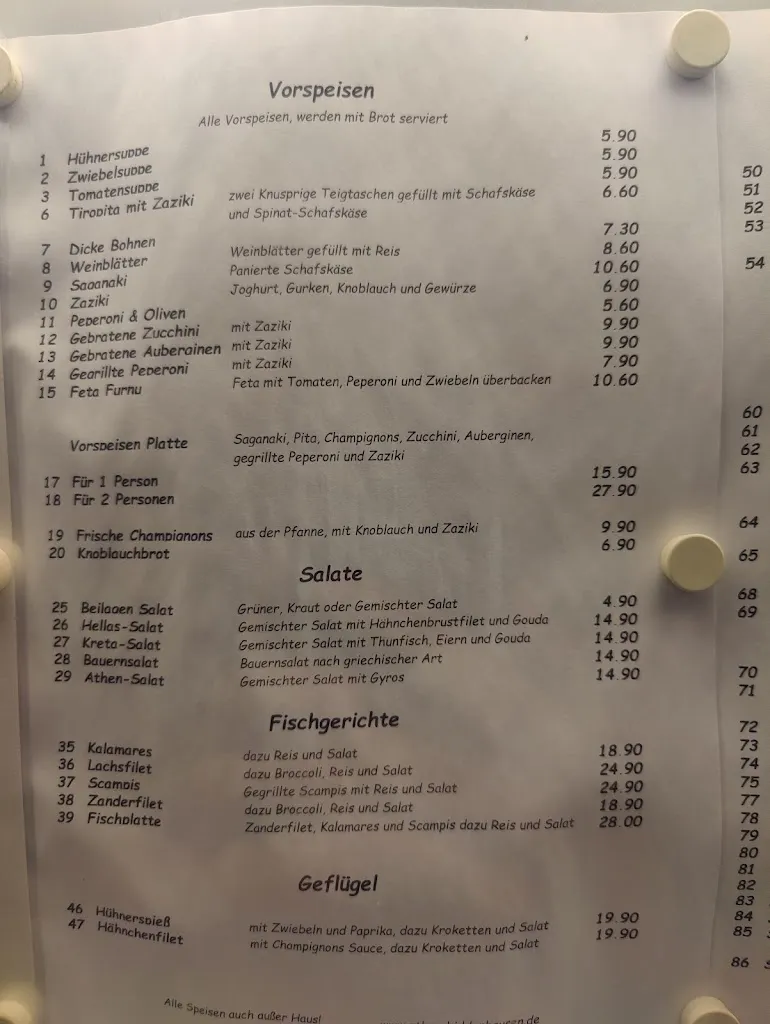 Vorspeisen
Alle Vorspeisen, werden mit Brot serviert
1 Hühnersuppe 5.90
2 Zwiebelsuppe 5.90
3 Tomatensuppe 5.90
6 Tiropita mit Zaziki zwei Knusprige Teigtaschen gefüllt mit Schafskäse 6.60
und Spinat-Schafskäse
7 Dicke Bohnen 7.30
8 Weinblätter Weinblätter gefüllt mit Reis 8.60
9 Saganaki Panierte Schafskäse 10.60
10 Zaziki Joghurt, Gurken, Knoblauch und Gewürze 6.90
11 Peperoni & Oliven 5.60
12 Gebratene Zucchini mit Zaziki 9.90
13 Gebratene Auberginen mit Zaziki 9.90
14 Gegrillte Peperoni mit Zaziki 7.90
15 Feta Furnu Feta mit Tomaten, Peperoni und Zwiebeln überbacken 10.60
Vorspeisen Platte Saganaki, Pita, Champignons, Zucchini, Auberginen,
gegrillte Peperoni und Zaziki
17 Für 1 Person 15.90
18 Für 2 Personen 27.90
19 Frische Champignons aus der Pfanne, mit Knoblauch und Zaziki 9.90
20 Knoblauchbrot 6.90
Salate
25 Beilagen Salat Grüner, Kraut oder Gemischter Salat 4.90
26 Hellas-Salat Gemischter Salat mit Hähnchenbrustfilet und Gouda 14.90
27 Kreta-Salat Gemischter Salat mit Thunfisch, Eiern und Gouda 14.90
28 Bauernsalat Bauernsalat nach griechischer Art 14.90
29 Athen-Salat Gemischter Salat mit Gyros 14.90
Fischgerichte
35 Kalamares dazu Reis und Salat 18.90
36 Lachsfilet dazu Broccoli, Reis und Salat 24.90
37 Scampis Gegrillte Scampis mit Reis und Salat 24.90
38 Zanderfilet dazu Broccoli, Reis und Salat 18.90
39 Fischplatte Zanderfilet, Kalamares und Scampis dazu Reis und Salat 28.00
Geflügel
46 Hühnerspieß mit Zwiebeln und Paprika, dazu Kroketten und Salat 19.90
47 Hähnchenfilet mit Champignons Sauce, dazu Kroketten und Salat 19.90
Alle Speisen auch außer Haus!
50
51
52
53
54
60
61
62
63
64
65
68
69
70
71
72
73
74
75
77
78
79
80
81
82
83
84
85
86